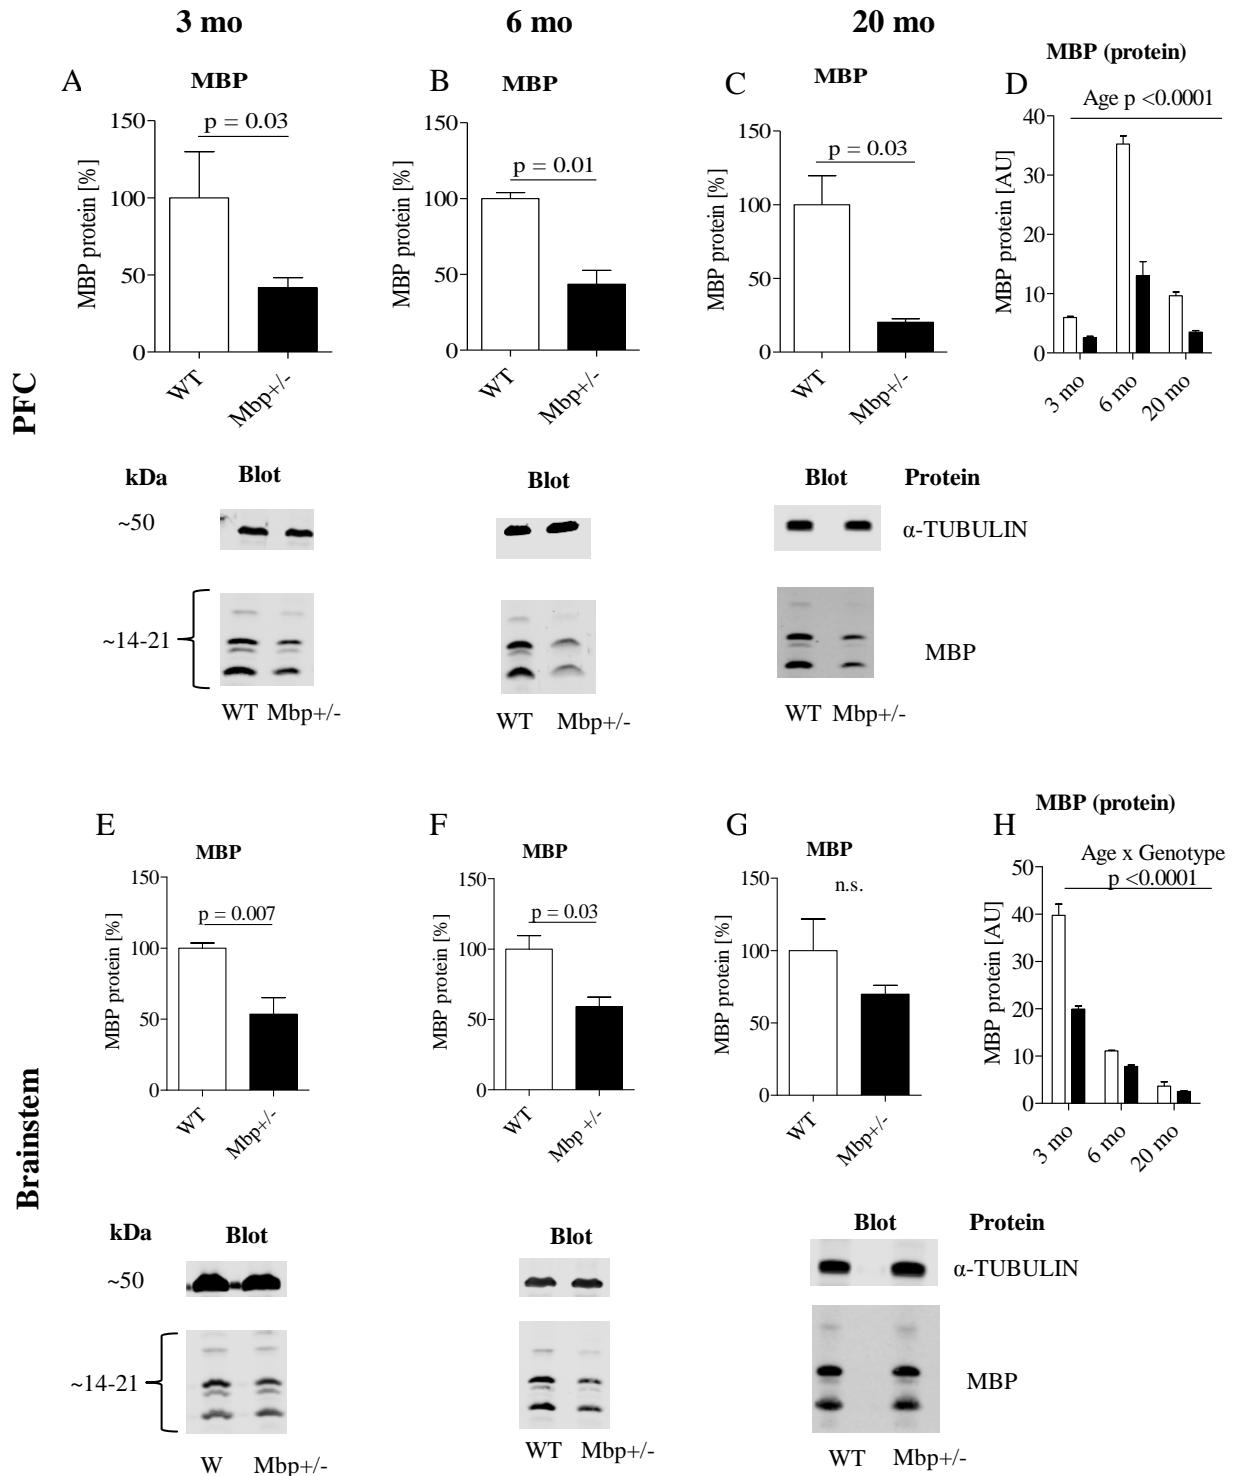 3 mo
6 mo
20 mo
PFC
A
MBP
p = 0.03
MBP protein [%]
150
100
50
0
WT
Mbp+/-
B
MBP
p = 0.01
MBP protein [%]
150
100
50
0
WT
Mbp+/-
C
MBP
p = 0.03
MBP protein [%]
150
100
50
0
WT
Mbp+/-
MBP (protein)
D
Age p <0.0001
MBP protein [AU]
40
30
20
10
0
3 mo
6 mo
20 mo
kDa
Blot
Blot
Blot
Protein
~50
α-TUBULIN
~14-21
MBP
WT Mbp+/-
WT Mbp+/-
WT Mbp+/-
Brainstem
E
MBP
p = 0.007
MBP protein [%]
150
100
50
0
WT
Mbp+/-
F
MBP
p = 0.03
MBP protein [%]
150
100
50
0
WT
Mbp +/-
G
MBP
n.s.
MBP protein [%]
150
100
50
0
WT
Mbp+/-
MBP (protein)
H
Age x Genotype
p <0.0001
MBP protein [AU]
50
40
30
20
10
0
3 mo
6 mo
20 mo
kDa
Blot
Blot
Blot
Protein
~50
α-TUBULIN
~14-21
MBP
W Mbp+/-
WT Mbp+/-
WT Mbp+/-